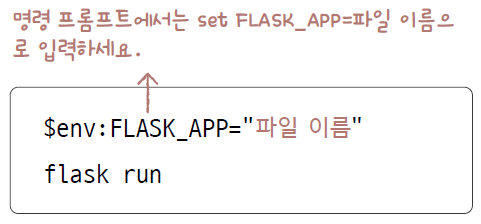 명령 프롬프트에서는 set FLASK_APP=파일 이름으
로 입력하세요.
$env:FLASK_APP="파일 이름"
flask run